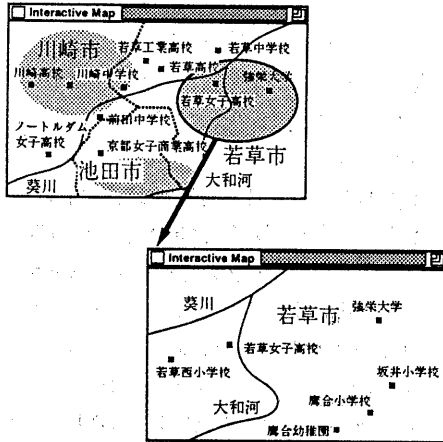 Interactive Map
川崎市
若草工業高校
若草中学校
川崎高校
川崎中学校
若草高校
強栄大学
若草女子高校
前田中学校
ノートルダム
女子高校
京都女子商業高校
若草市
池田市
大和河
葵川
Interactive Map
葵川
若草市
強栄大学
若草女子高校
若草西小学校
坂井小学校
大和河
鷹台小学校
鷹台幼稚園